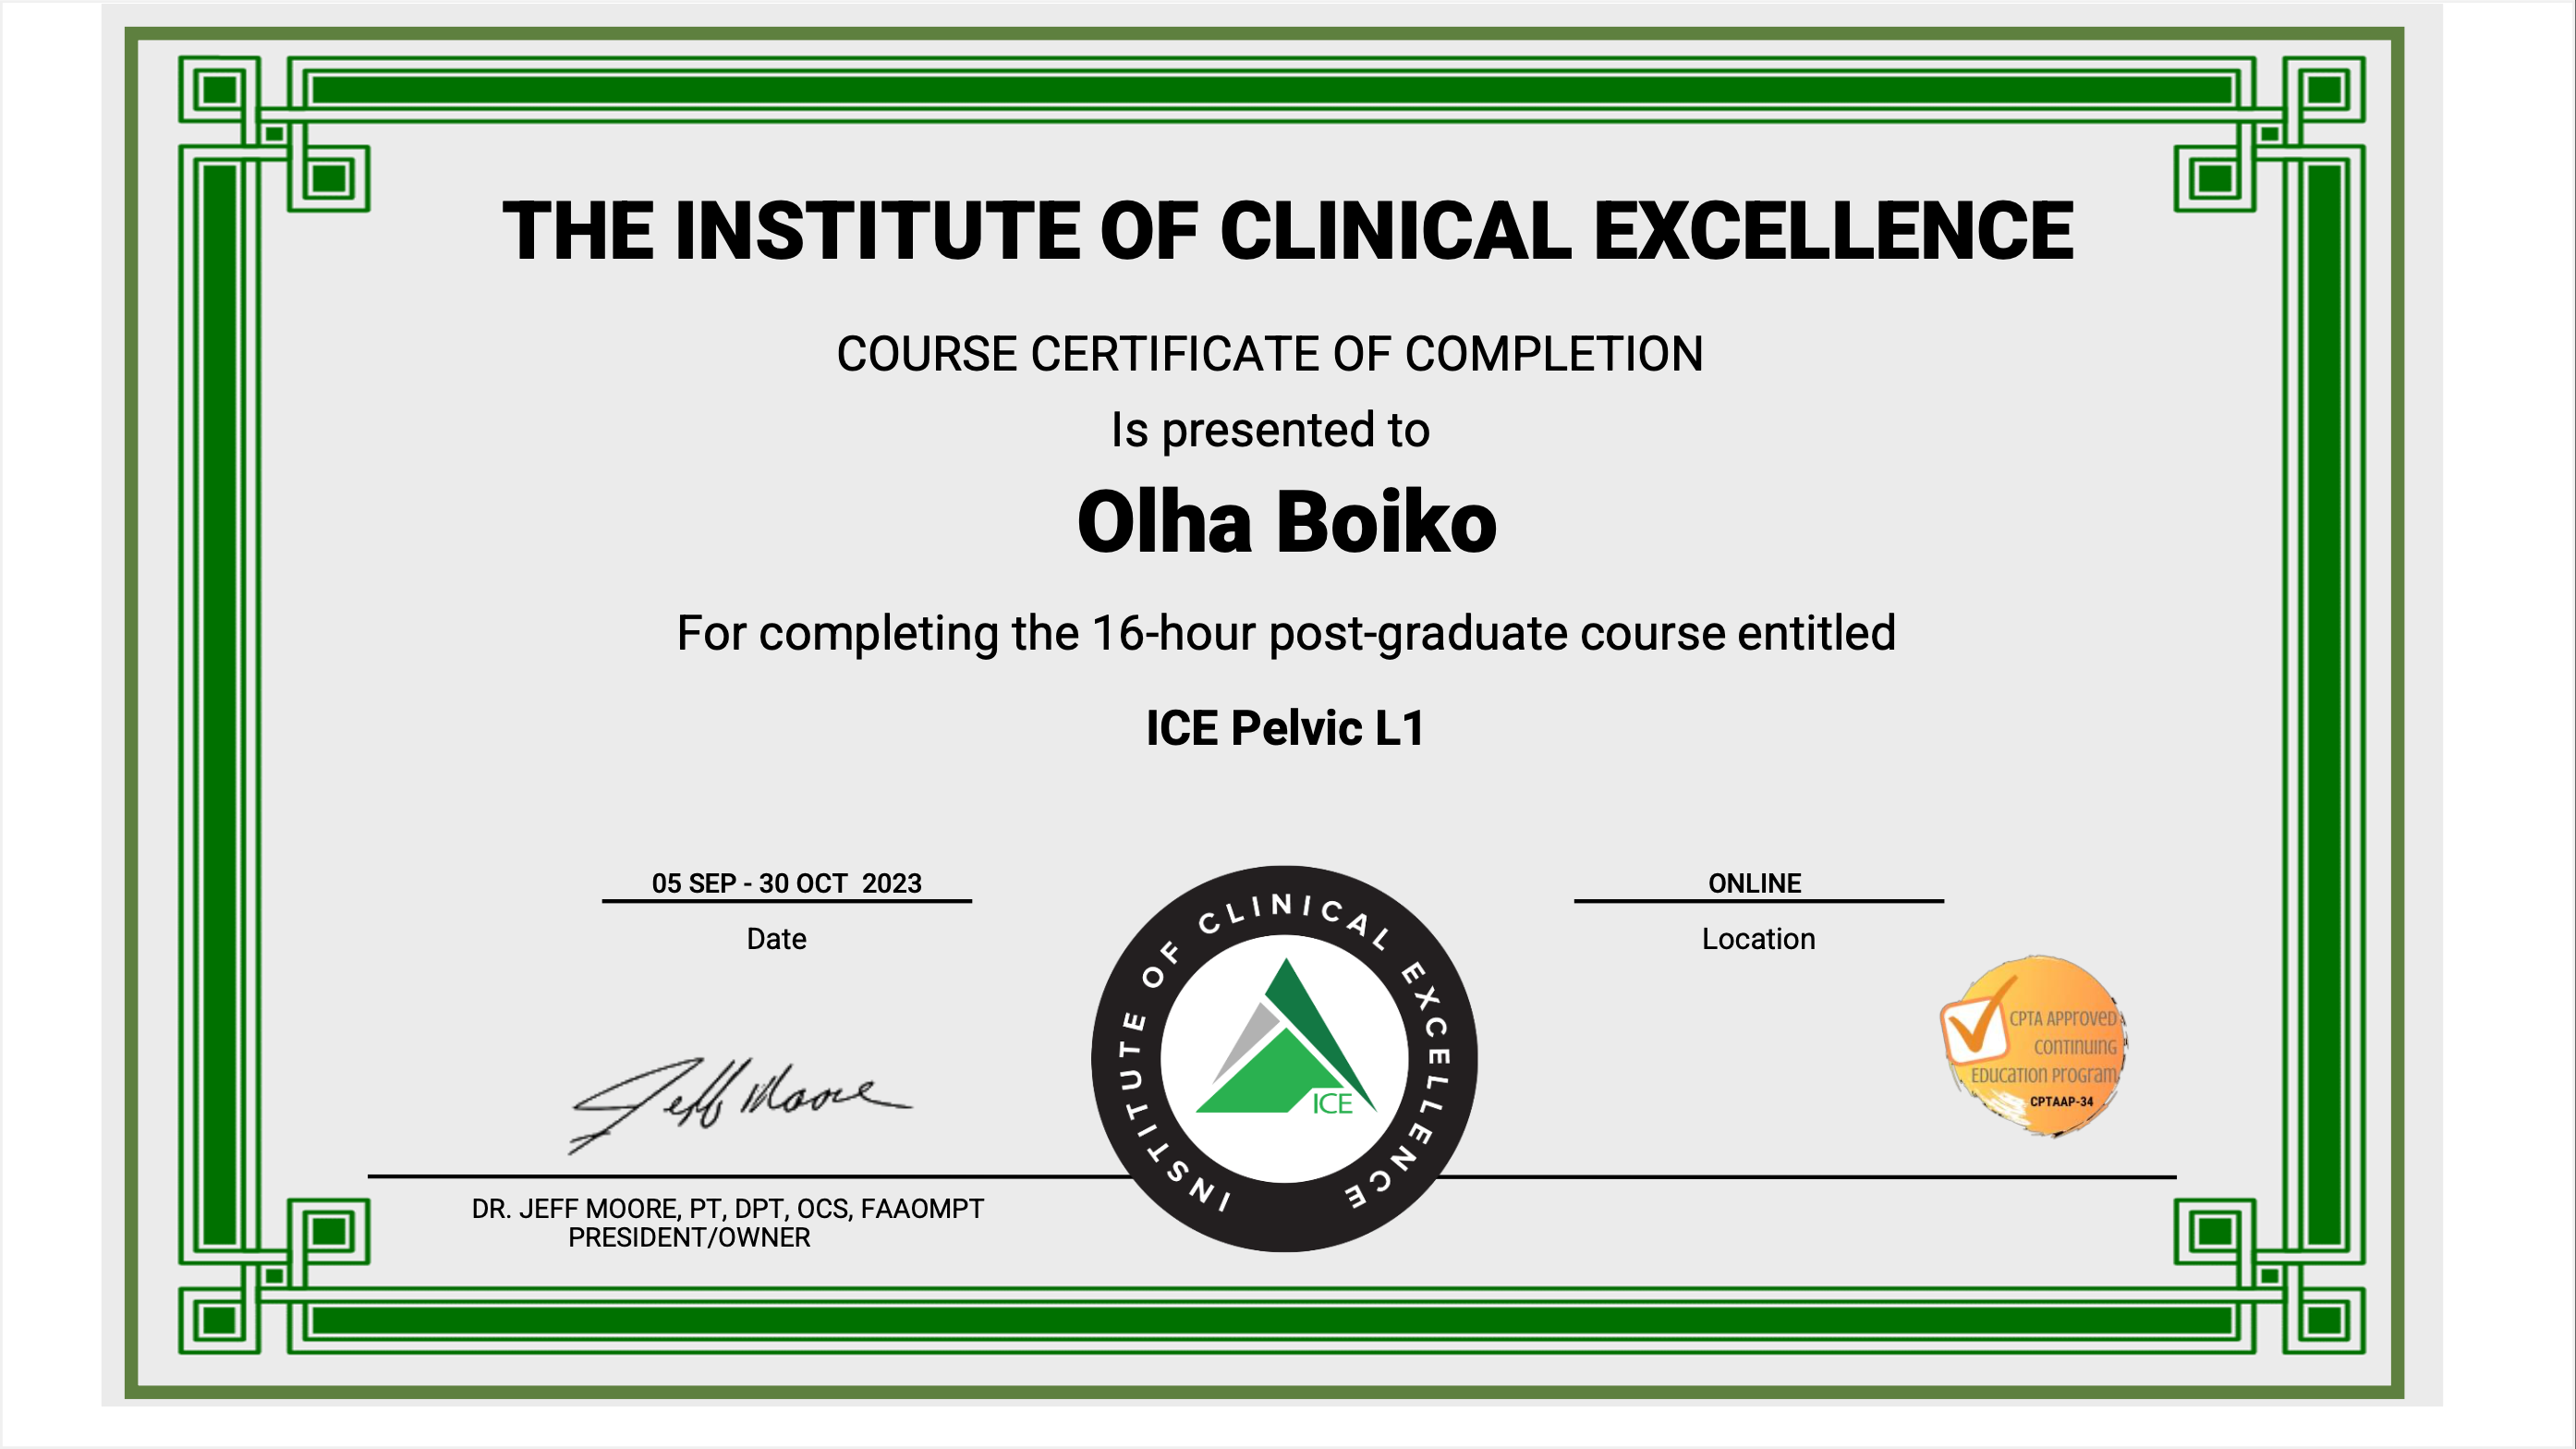 THE INSTITUTE OF CLINICAL EXCELLENCE
COURSE CERTIFICATE OF COMPLETION
Is presented to
Olha Boiko
For completing the 16-hour post-graduate course entitled
ICE Pelvic L1
05 SEP - 30 OCT  2023
Date
ONLINE
Location
INSTITUTE OF CLINICAL EXCELLENCE
ICE
CPTA APPROVED
CONTINUING
EDUCATION PROGRAM
CPTAAP-34
Jeff Moore
DR. JEFF MOORE, PT, DPT, OCS, FAAOMPT
PRESIDENT/OWNER